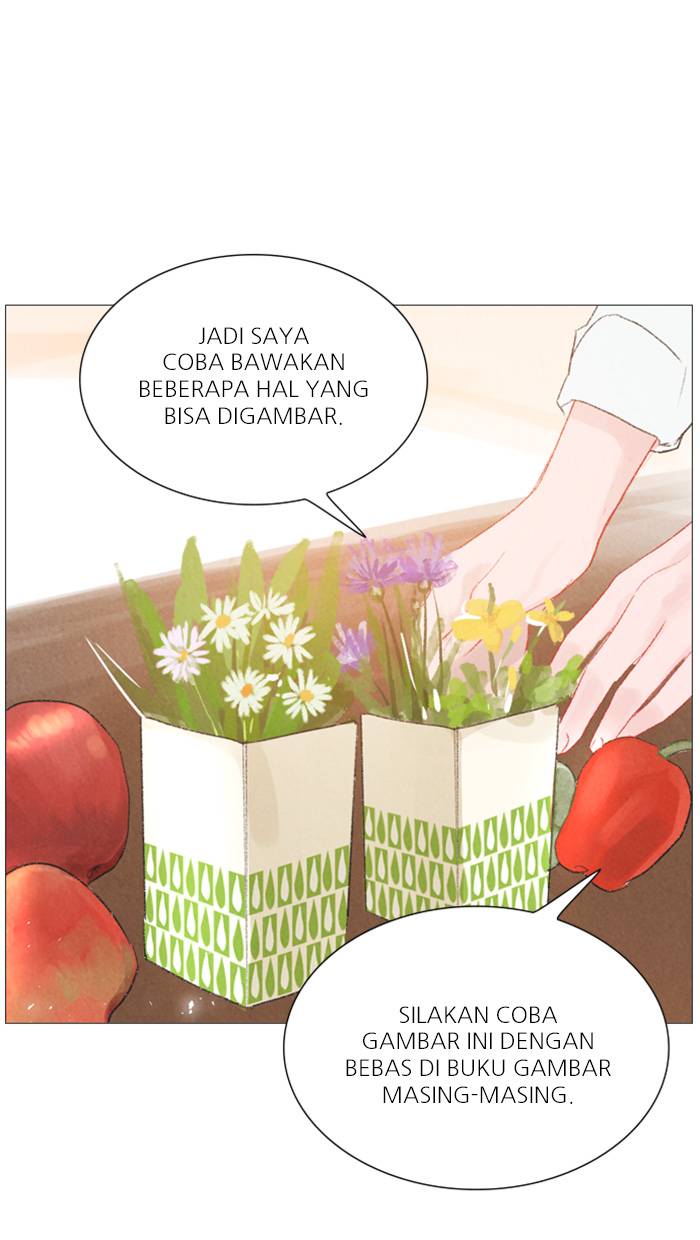 JADI SAYA
COBA BAWAKAN
BEBERAPA HAL YANG
BISA DIGAMBAR.
SILAKAN COBA
GAMBAR INI DENGAN
BEBAS DI BUKU GAMBAR
MASING-MASING.